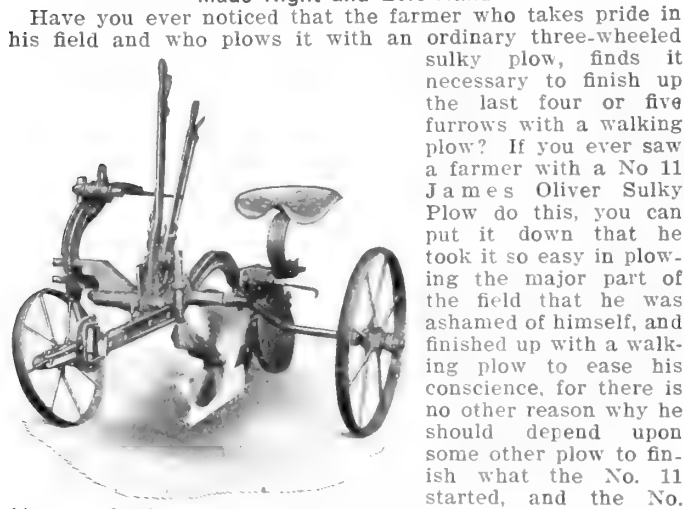 Made Right and Left Hand
Have you ever noticed that the farmer who takes pride in
his field and who plows it with an ordinary three-wheeled
sulky plow, finds it
necessary to finish up
the last four or five
furrows with a walking
plow? If you ever saw
a farmer with a No 11
James Oliver Sulky
Plow do this, you can
put it down that he
took it so easy in plow-
ing the major part of
the field that he was
ashamed of himself, and
finished up with a walk-
ing plow to ease his
conscience, for there is
no other reason why he
should depend upon
some other plow to fin-
ish what the No. 11
started, and the No.